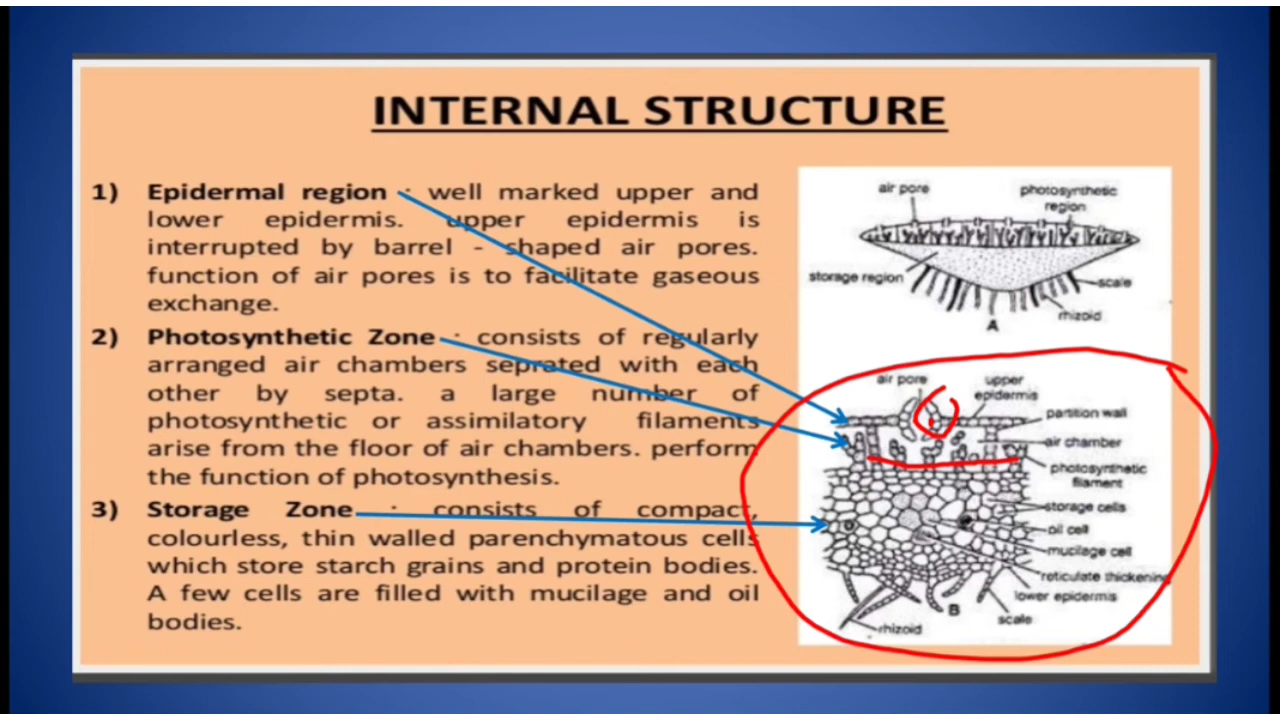 INTERNAL STRUCTURE
1) Epidermal region : well marked upper and
lower epidermis. upper epidermis is
interrupted by barrel - shaped air pores.
function of air pores is to facilitate gaseous
exchange.
2) Photosynthetic Zone : consists of regularly
arranged air chambers seprated with each
other by septa. a large number of
photosynthetic or assimilatory filaments
arise from the floor of air chambers. perform
the function of photosynthesis.
3) Storage Zone : consists of compact,
colourless, thin walled parenchymatous cells
which store starch grains and protein bodies.
A few cells are filled with mucilage and oil
bodies.
air pore
photosynthetic
region
storage region
scale
rhizoid
A
air pore
upper
epidermis
partition wall
air chamber
photosynthetic
filament
storage cells
oil cell
mucilage cell
reticulate thickening
lower epidermis
B
scale
rhizoid